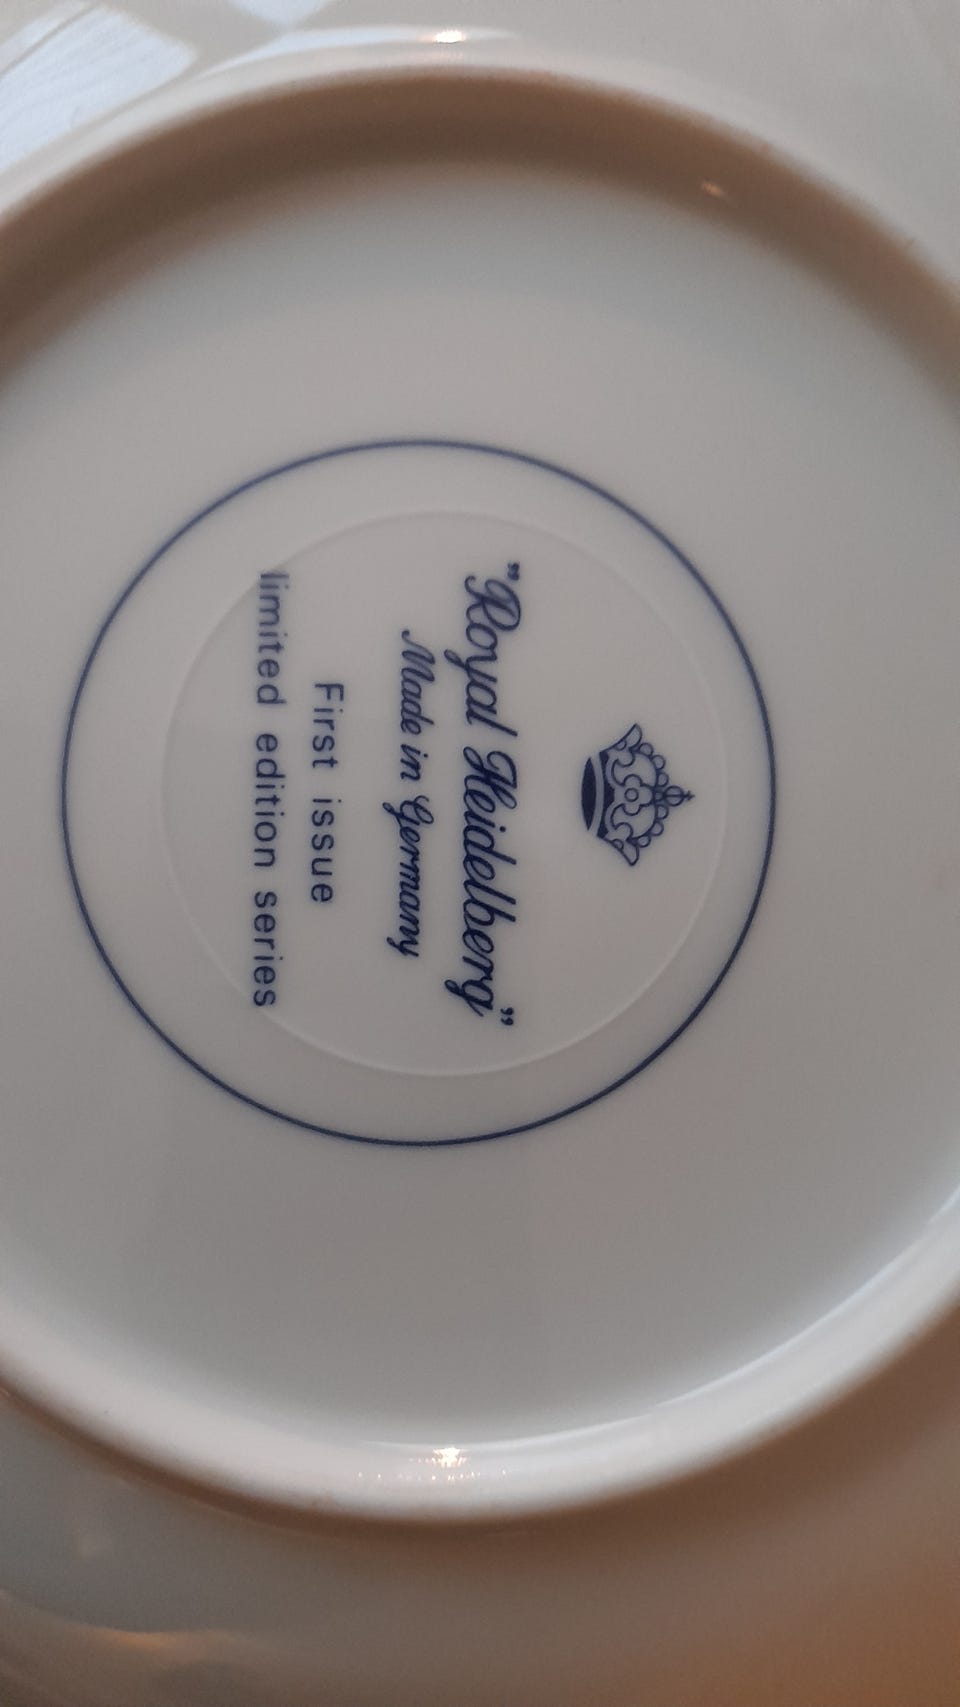 "Royal Heidelberg"
Made in Germany
First issue
limited edition series